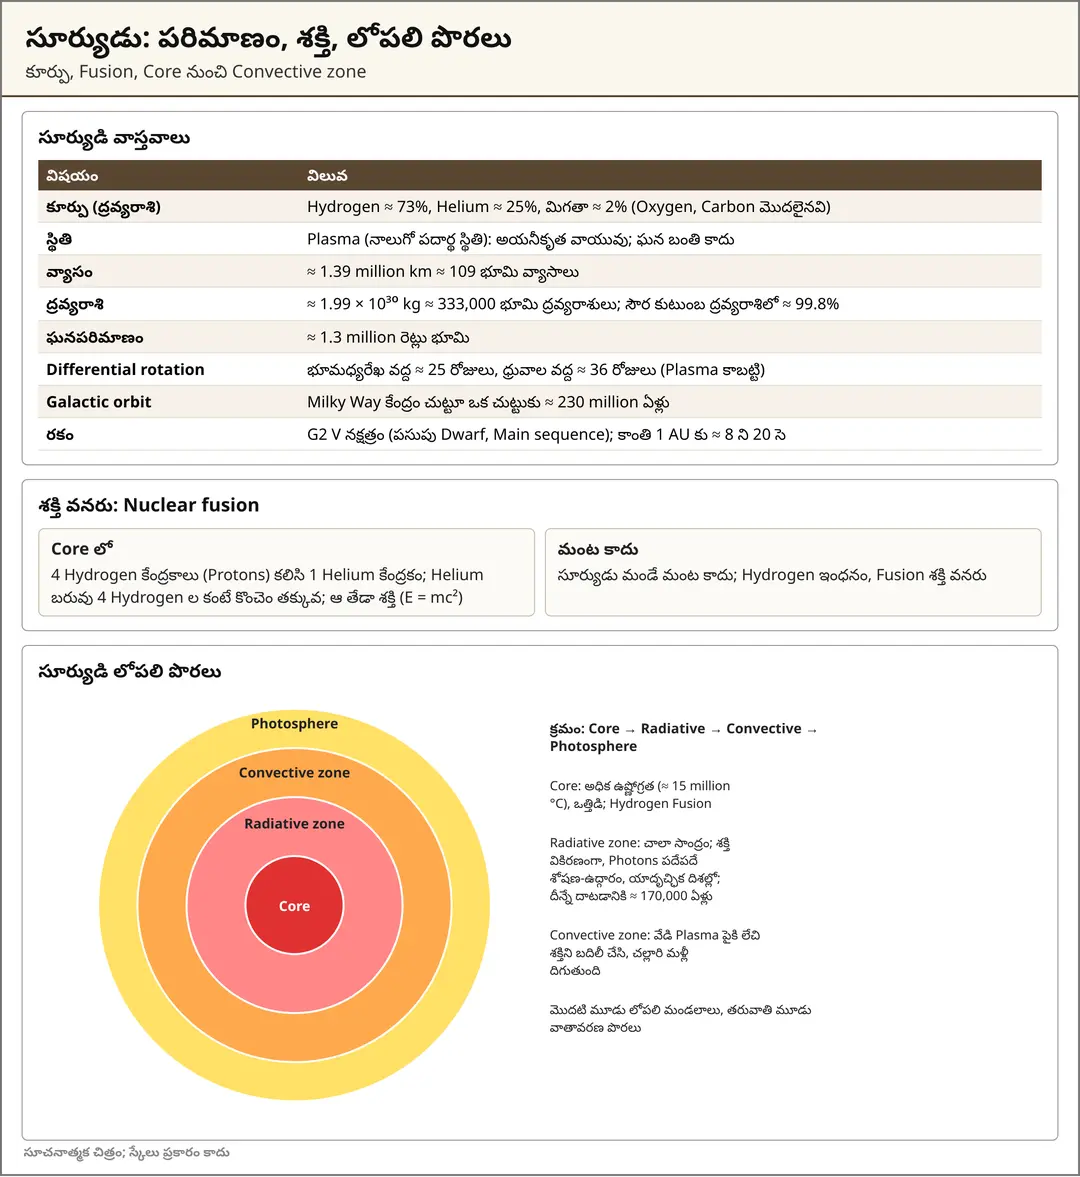 సూర్యుడు: పరిమాణం, శక్తి, లోపలి పొరలు
కూర్పు, Fusion, Core నుంచి Convective zone
సూర్యుడి వాస్తవాలు
విషయం విలువ
కూర్పు (ద్రవ్యరాశి) Hydrogen ≈ 73%, Helium ≈ 25%, మిగతా ≈ 2% (Oxygen, Carbon మొదలైనవి)
స్థితి Plasma (నాలుగో పదార్థ స్థితి): అయనీకృత వాయువు; ఘన బంతి కాదు
వ్యాసం ≈ 1.39 million km ≈ 109 భూమి వ్యాసాలు
ద్రవ్యరాశి ≈ 1.99 × 10³⁰ kg ≈ 333,000 భూమి ద్రవ్యరాశులు; సౌర కుటుంబ ద్రవ్యరాశిలో ≈ 99.8%
ఘనపరిమాణం ≈ 1.3 million రెట్లు భూమి
Differential rotation భూమధ్యరేఖ వద్ద ≈ 25 రోజులు, ధ్రువాల వద్ద ≈ 36 రోజులు (Plasma కాబట్టి)
Galactic orbit Milky Way కేంద్రం చుట్టూ ఒక చుట్టుకు ≈ 230 million ఏళ్లు
రకం G2 V నక్షత్రం (పసుపు Dwarf, Main sequence); కాంతి 1 AU కు ≈ 8 ని 20 సె
శక్తి వనరు: Nuclear fusion
Core లో
4 Hydrogen కేంద్రకాలు (Protons) కలిసి 1 Helium కేంద్రకం; Helium
బరువు 4 Hydrogen ల కంటే కొంచెం తక్కువ; ఆ తేడా శక్తి (E = mc²)
మంట కాదు
సూర్యుడు మండే మంట కాదు; Hydrogen ఇంధనం, Fusion శక్తి వనరు
సూర్యుడి లోపలి పొరలు
Photosphere
Convective zone
Radiative zone
Core
క్రమం: Core → Radiative → Convective →
Photosphere
Core: అధిక ఉష్ణోగ్రత (≈ 15 million
°C), ఒత్తిడి; Hydrogen Fusion
Radiative zone: చాలా సాంద్రం; శక్తి
వికిరణంగా, Photons పదేపదే
శోషణ-ఉద్గారం, యాదృచ్ఛిక దిశల్లో;
దీన్నే దాటడానికి ≈ 170,000 ఏళ్లు
Convective zone: వేడి Plasma పైకి లేచి
శక్తిని బదిలీ చేసి, చల్లారి మళ్లీ
దిగుతుంది
మొదటి మూడు లోపలి మండలాలు, తరువాతి మూడు
వాతావరణ పొరలు
సూచనాత్మక చిత్రం; స్కేలు ప్రకారం కాదు